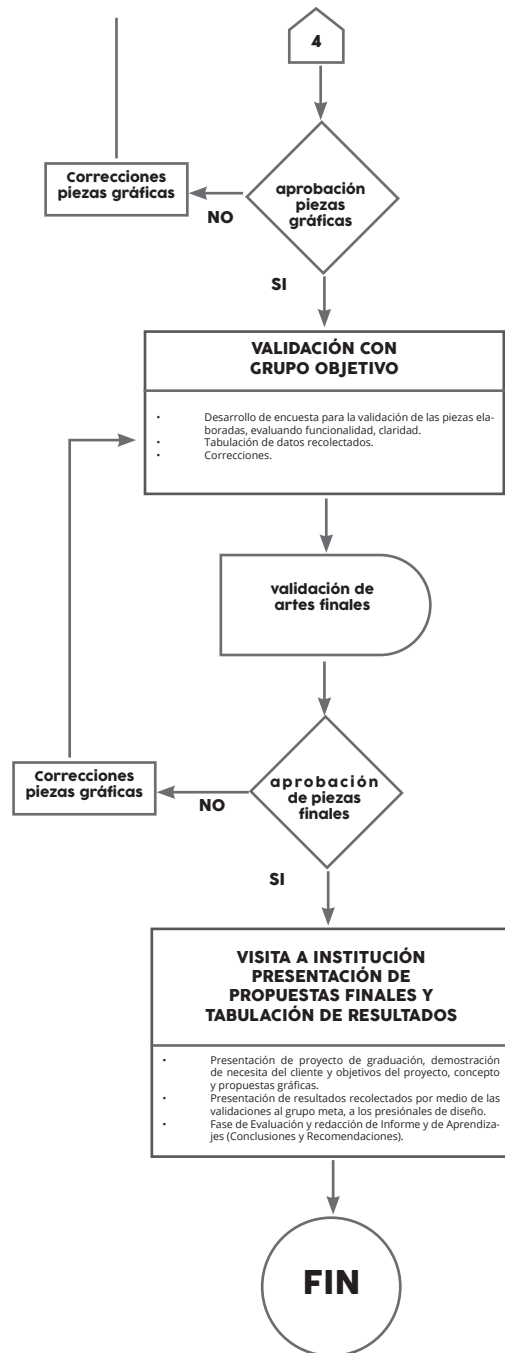 4
aprobación
piezas
gráficas
Correcciones
piezas gráficas
NO
SI
VALIDACIÓN CON
GRUPO OBJETIVO
• Desarrollo de encuesta para la validación de las piezas ela-
boradas, evaluando funcionalidad, claridad.
• Tabulación de datos recolectados.
• Correcciones.
validación de
artes finales
aprobación
de piezas
finales
Correcciones
piezas gráficas
NO
SI
VISITA A INSTITUCIÓN
PRESENTACIÓN DE
PROPUESTAS FINALES Y
TABULACIÓN DE RESULTADOS
• Presentación de proyecto de graduación, demostración
de necesita del cliente y objetivos del proyecto, concepto
y propuestas gráficas.
• Presentación de resultados recolectados por medio de las
validaciones al grupo meta, a los presiónales de diseño.
• Fase de Evaluación y redacción de Informe y de Aprendiza-
jes (Conclusiones y Recomendaciones).
FIN